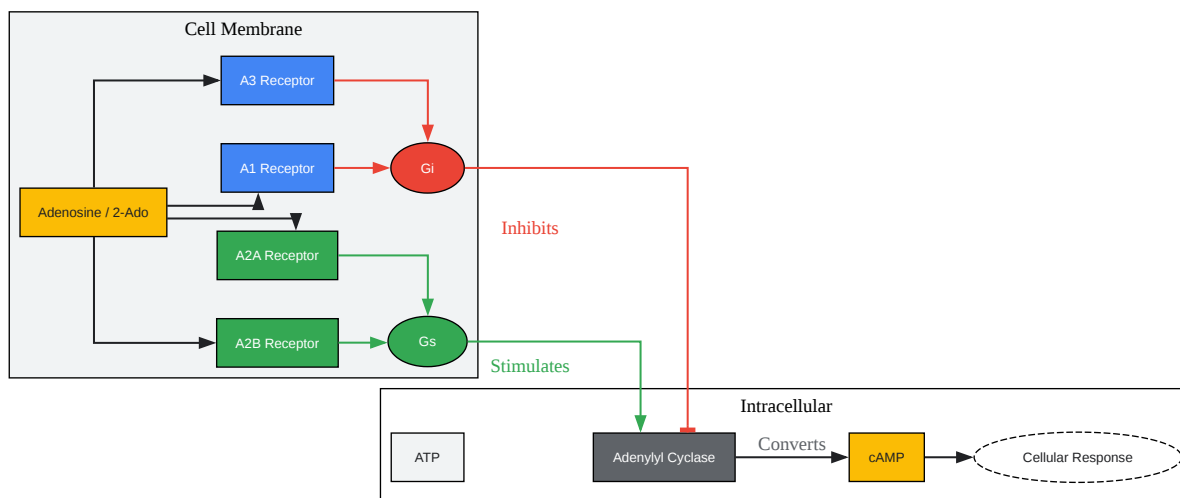 Cell Membrane
A3 Receptor
A1 Receptor
Gi
Adenosine / 2-Ado
Inhibits
A2A Receptor
A2B Receptor
Gs
Stimulates
Intracellular
ATP
Adenylyl Cyclase
Converts
cAMP
Cellular Response